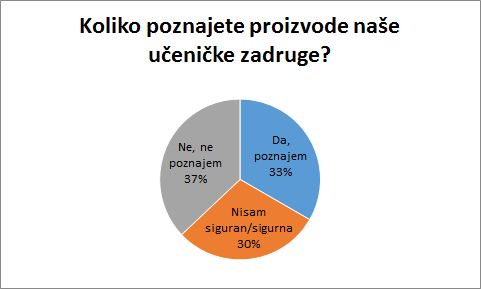 Koliko poznajete proizvode naše
učeničke zadruge?
Da,
poznajem
33%
Nisam
siguran/sigurna
30%
Ne, ne
poznajem
37%